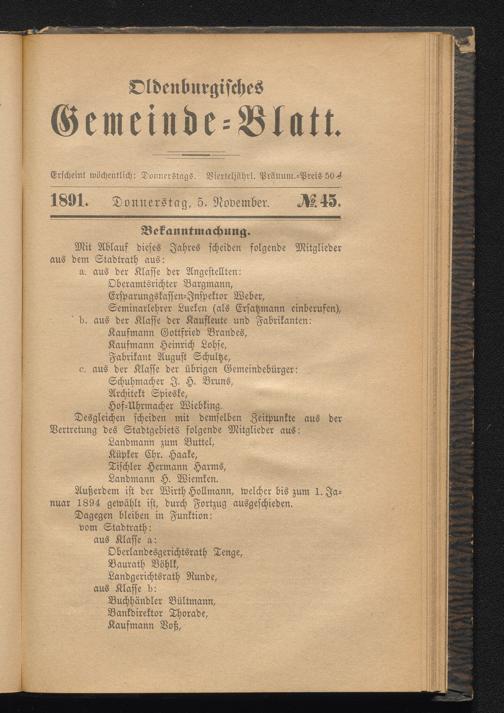 Oldenburgisches
Gemeinde-Blatt.
Erscheint wöchentlich: Donnerstags. Vierteljährl. Pränum.-Preis 50 ₰
1891. Donnerstag, 5. November. № 45.
Bekanntmachung.
Mit Ablauf dieses Jahres scheiden folgende Mitglieder
aus dem Stadtrath aus:
a. aus der Klasse der Angestellten:
Oberamtsrichter Bargmann,
Ersparungskassen-Inspektor Weber,
Seminarlehrer Lueken (als Ersatzmann einberufen),
b. aus der Klasse der Kaufleute und Fabrikanten:
Kaufmann Gottfried Brandes,
Kaufmann Heinrich Lohse,
Fabrikant August Schultze,
c. aus der Klasse der übrigen Gemeindebürger:
Schuhmacher J. H. Bruns,
Architekt Spieske,
Hof-Uhrmacher Wiebking.
Desgleichen scheiden mit demselben Zeitpunkte aus der
Vertretung des Stadtgebiets folgende Mitglieder aus:
Landmann zum Buttel,
Küpker Chr. Haake,
Tischler Hermann Harms,
Landmann H. Wiemken.
Außerdem ist der Wirth Hollmann, welcher bis zum 1. Ja-
nuar 1894 gewählt ist, durch Fortzug ausgeschieden.
Dagegen bleiben in Funktion:
vom Stadtrath:
aus Klasse a:
Oberlandesgerichtsrath Tenge,
Baurath Böhlk,
Landgerichtsrath Runde,
aus Klasse b:
Buchhändler Bültmann,
Bankdirektor Thorade,
Kaufmann Voß,